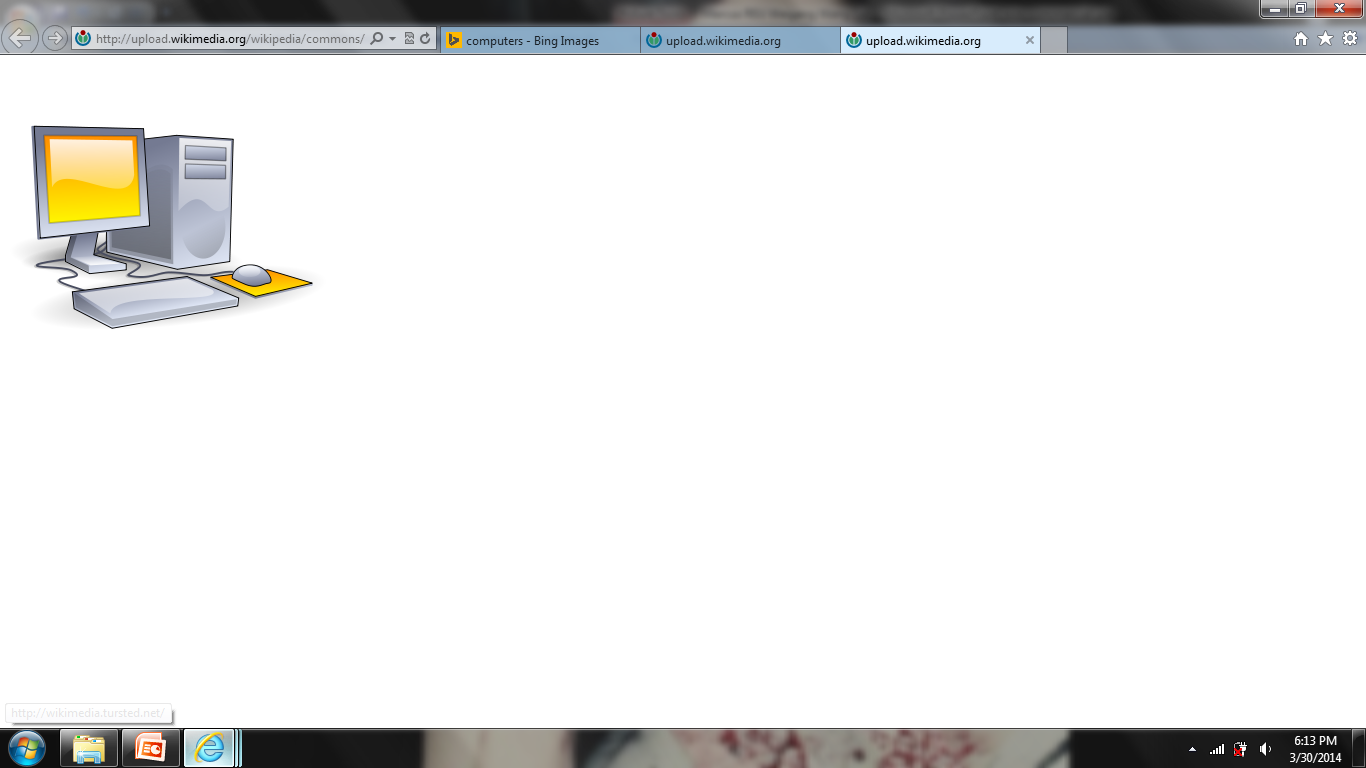 http://upload.wikimedia.org/wikipedia/commons/
computers - Bing Images
upload.wikimedia.org
upload.wikimedia.org
http://wikimedia.tursted.net/
6:13 PM
3/30/2014